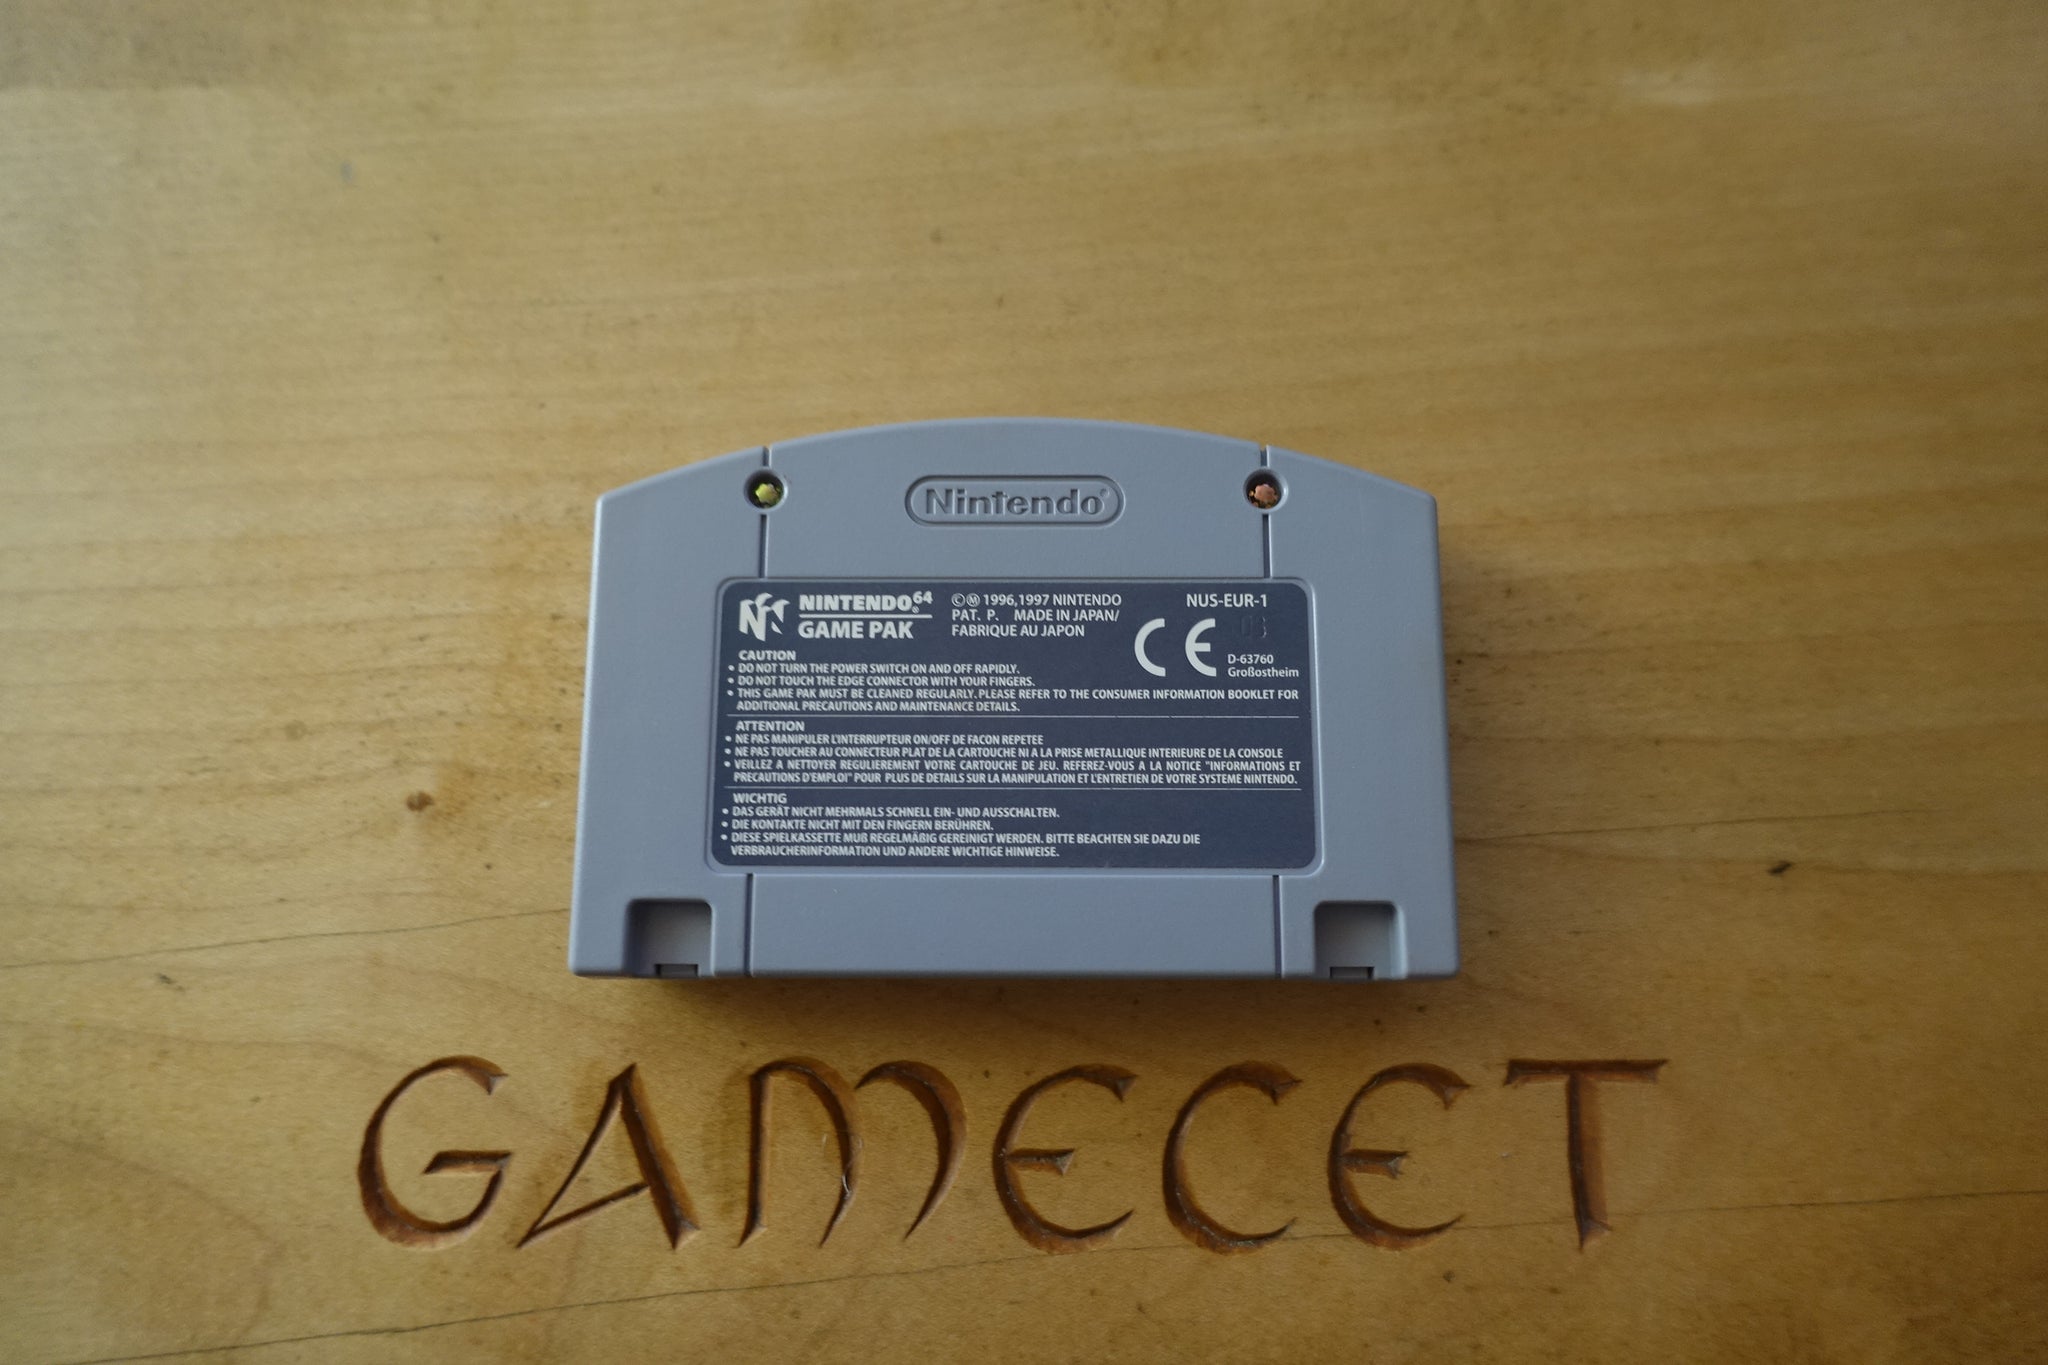 Nintendo®
NINTENDO®64
GAME PAK
©Ⓜ 1996,1997 NINTENDO
PAT. P. MADE IN JAPAN/
FABRIQUE AU JAPON
NUS-EUR-1
CE
D-63760
Großostheim
CAUTION
• DO NOT TURN THE POWER SWITCH ON AND OFF RAPIDLY.
• DO NOT TOUCH THE EDGE CONNECTOR WITH YOUR FINGERS.
• THIS GAME PAK MUST BE CLEANED REGULARLY. PLEASE REFER TO THE CONSUMER INFORMATION BOOKLET FOR
ADDITIONAL PRECAUTIONS AND MAINTENANCE DETAILS.
ATTENTION
• NE PAS MANIPULER L'INTERRUPTEUR ON/OFF DE FACON REPETEE
• NE PAS TOUCHER AU CONNECTEUR PLAT DE LA CARTOUCHE NI A LA PRISE METALLIQUE INTERIEURE DE LA CONSOLE
• VEILLEZ A NETTOYER REGULIEREMENT VOTRE CARTOUCHE DE JEU. REFEREZ-VOUS A LA NOTICE "INFORMATIONS ET
PRECAUTIONS D'EMPLOI" POUR PLUS DE DETAILS SUR LA MANIPULATION ET L'ENTRETIEN DE VOTRE SYSTEME NINTENDO.
WICHTIG
• DAS GERÄT NICHT MEHRMALS SCHNELL EIN- UND AUSSCHALTEN.
• DIE KONTAKTE NICHT MIT DEN FINGERN BERÜHREN.
• DIESE SPIELKASSETTE MUß REGELMÄßIG GEREINIGT WERDEN. BITTE BEACHTEN SIE DAZU DIE
VERBRAUCHERINFORMATION UND ANDERE WICHTIGE HINWEISE.
GAMECET